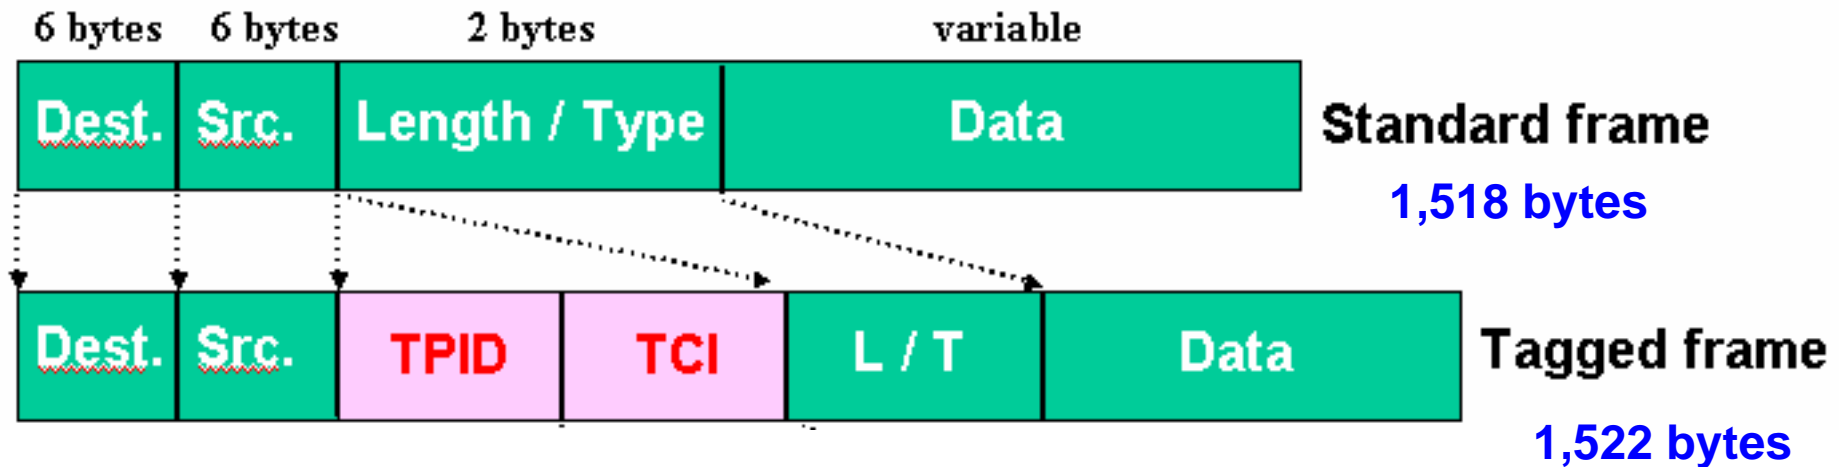 6 bytes 6 bytes 2 bytes variable
Dest. Src. Length / Type Data Standard frame
1,518 bytes
Dest. Src. TPID TCI L / T Data Tagged frame
1,522 bytes